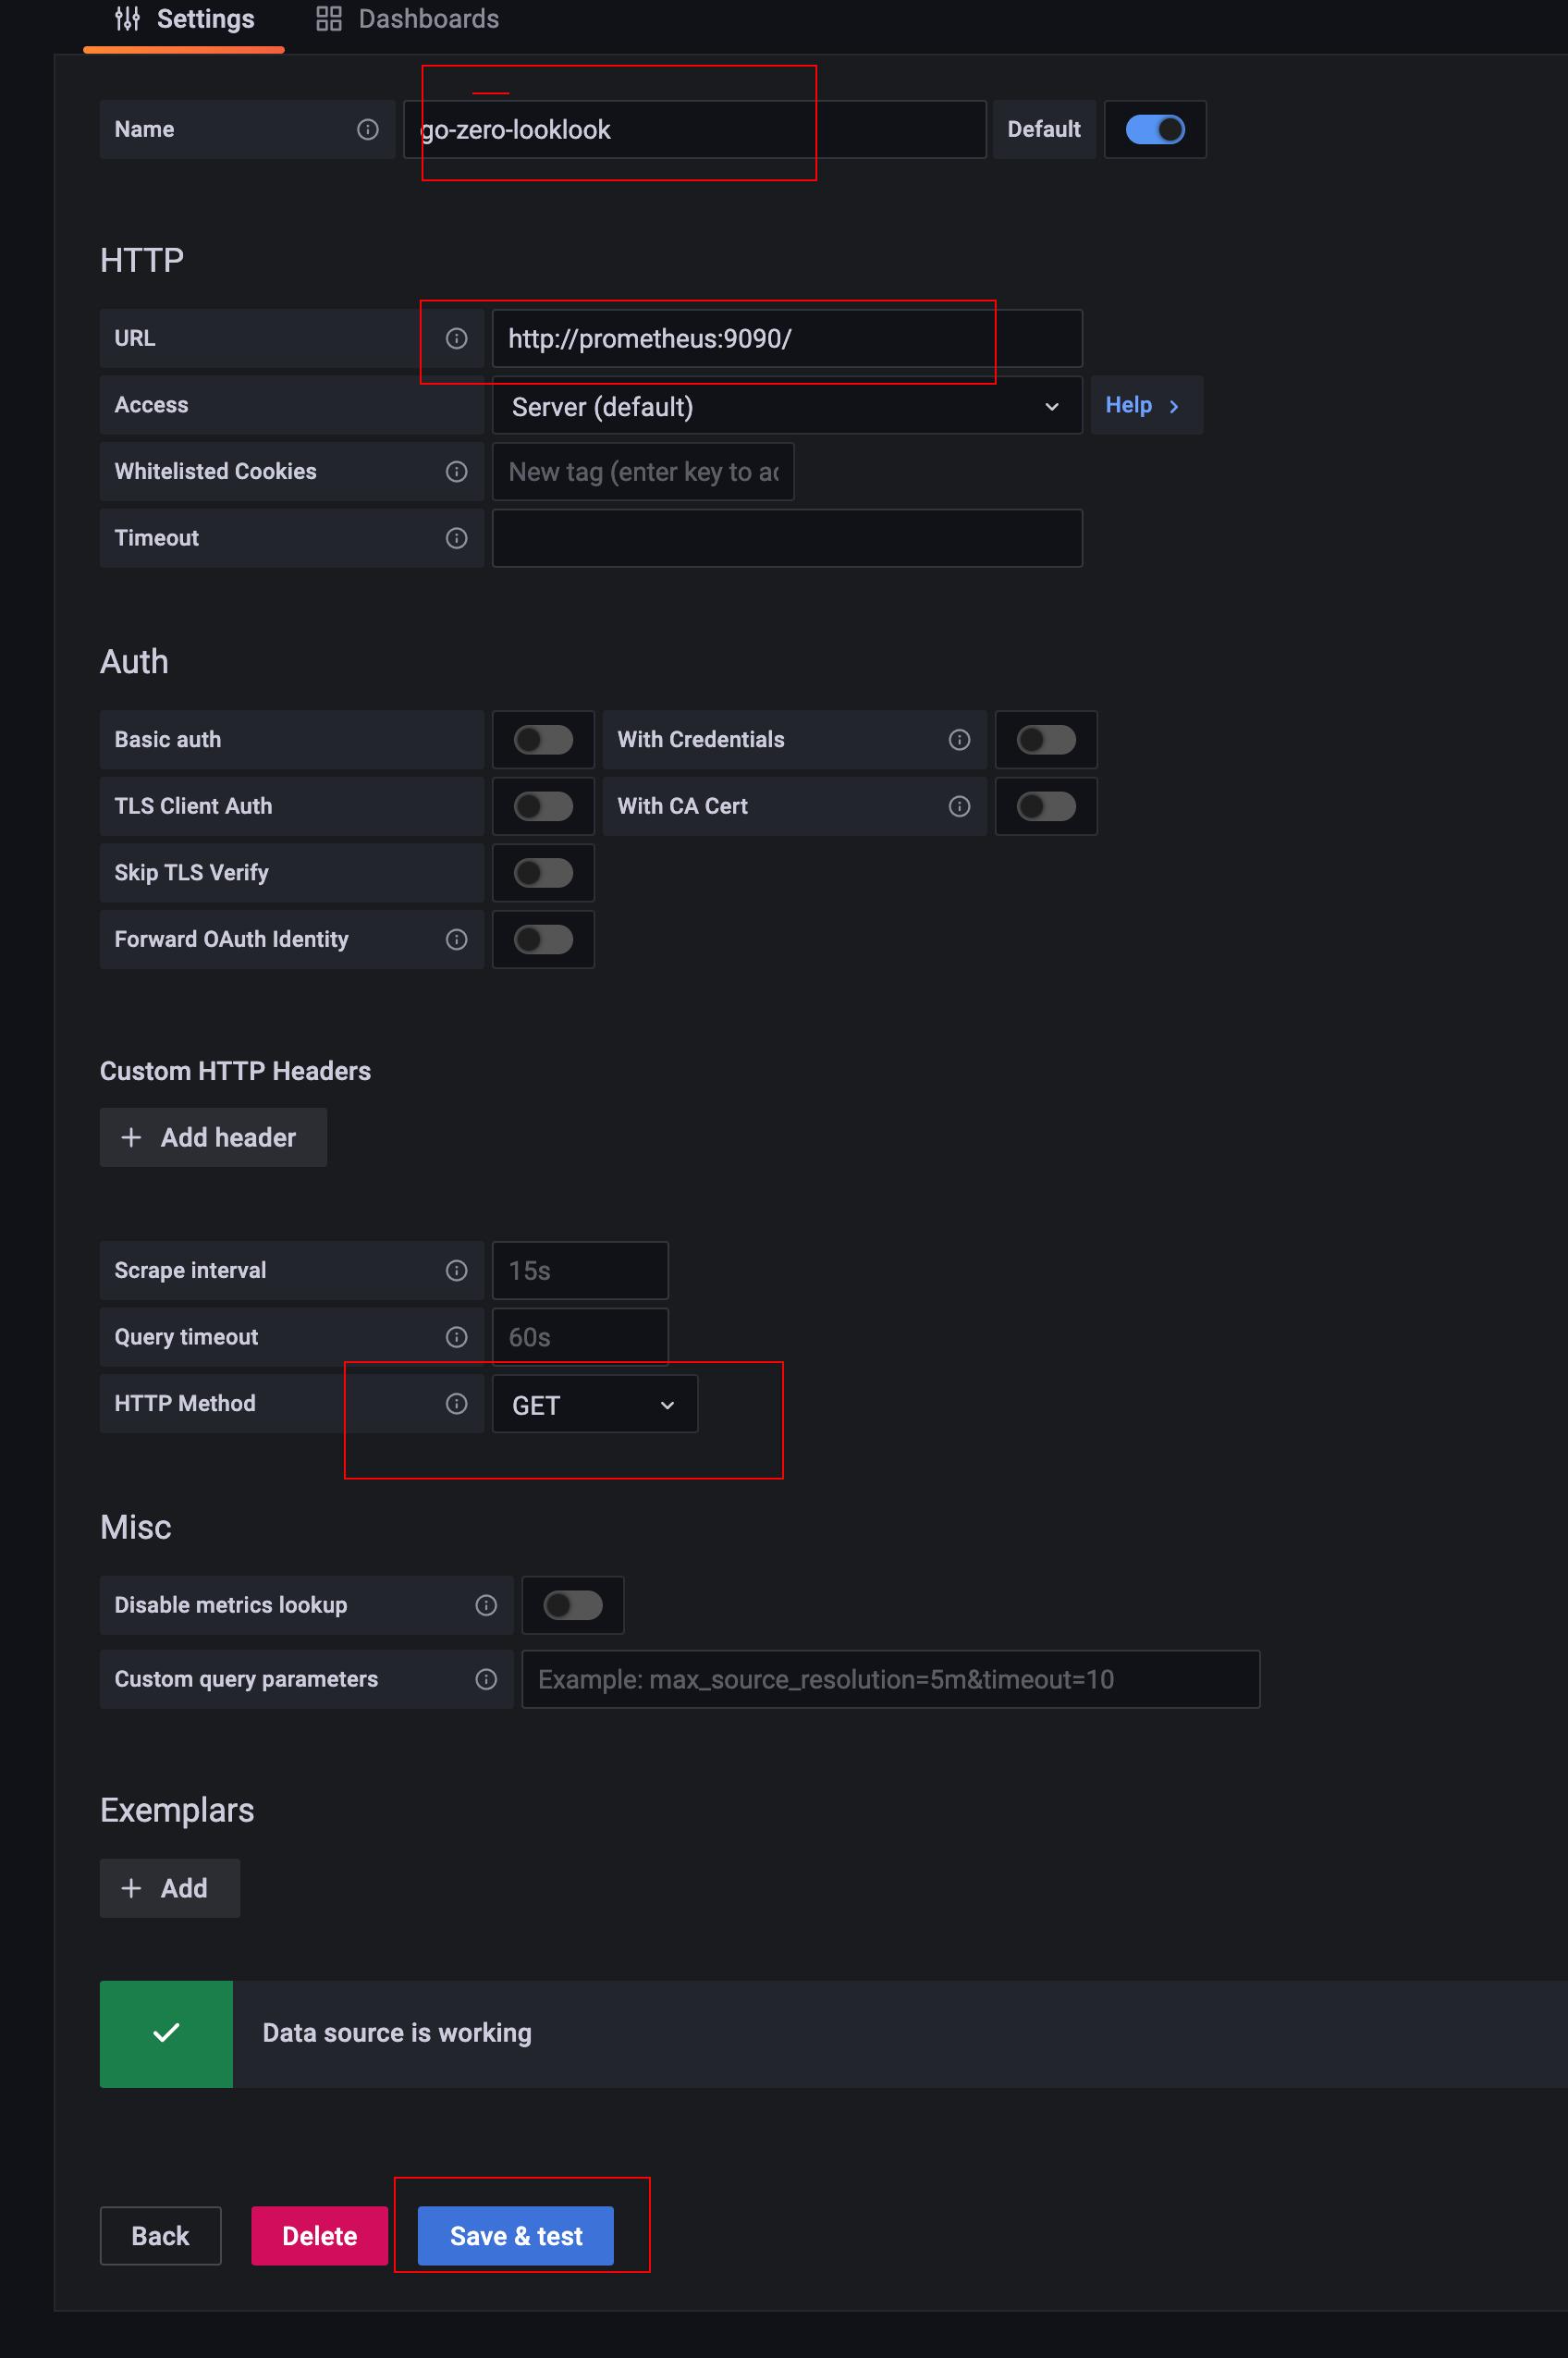 Settings Dashboards
Name go-zero-looklook Default
HTTP
URL http://prometheus:9090/
Access Server (default) Help
Whitelisted Cookies New tag (enter key to ad
Timeout
Auth
Basic auth With Credentials
TLS Client Auth With CA Cert
Skip TLS Verify
Forward OAuth Identity
Custom HTTP Headers
Add header
Scrape interval 15s
Query timeout 60s
HTTP Method GET
Misc
Disable metrics lookup
Custom query parameters Example: max_source_resolution=5m&timeout=10
Exemplars
Add
Data source is working
Back Delete Save & test